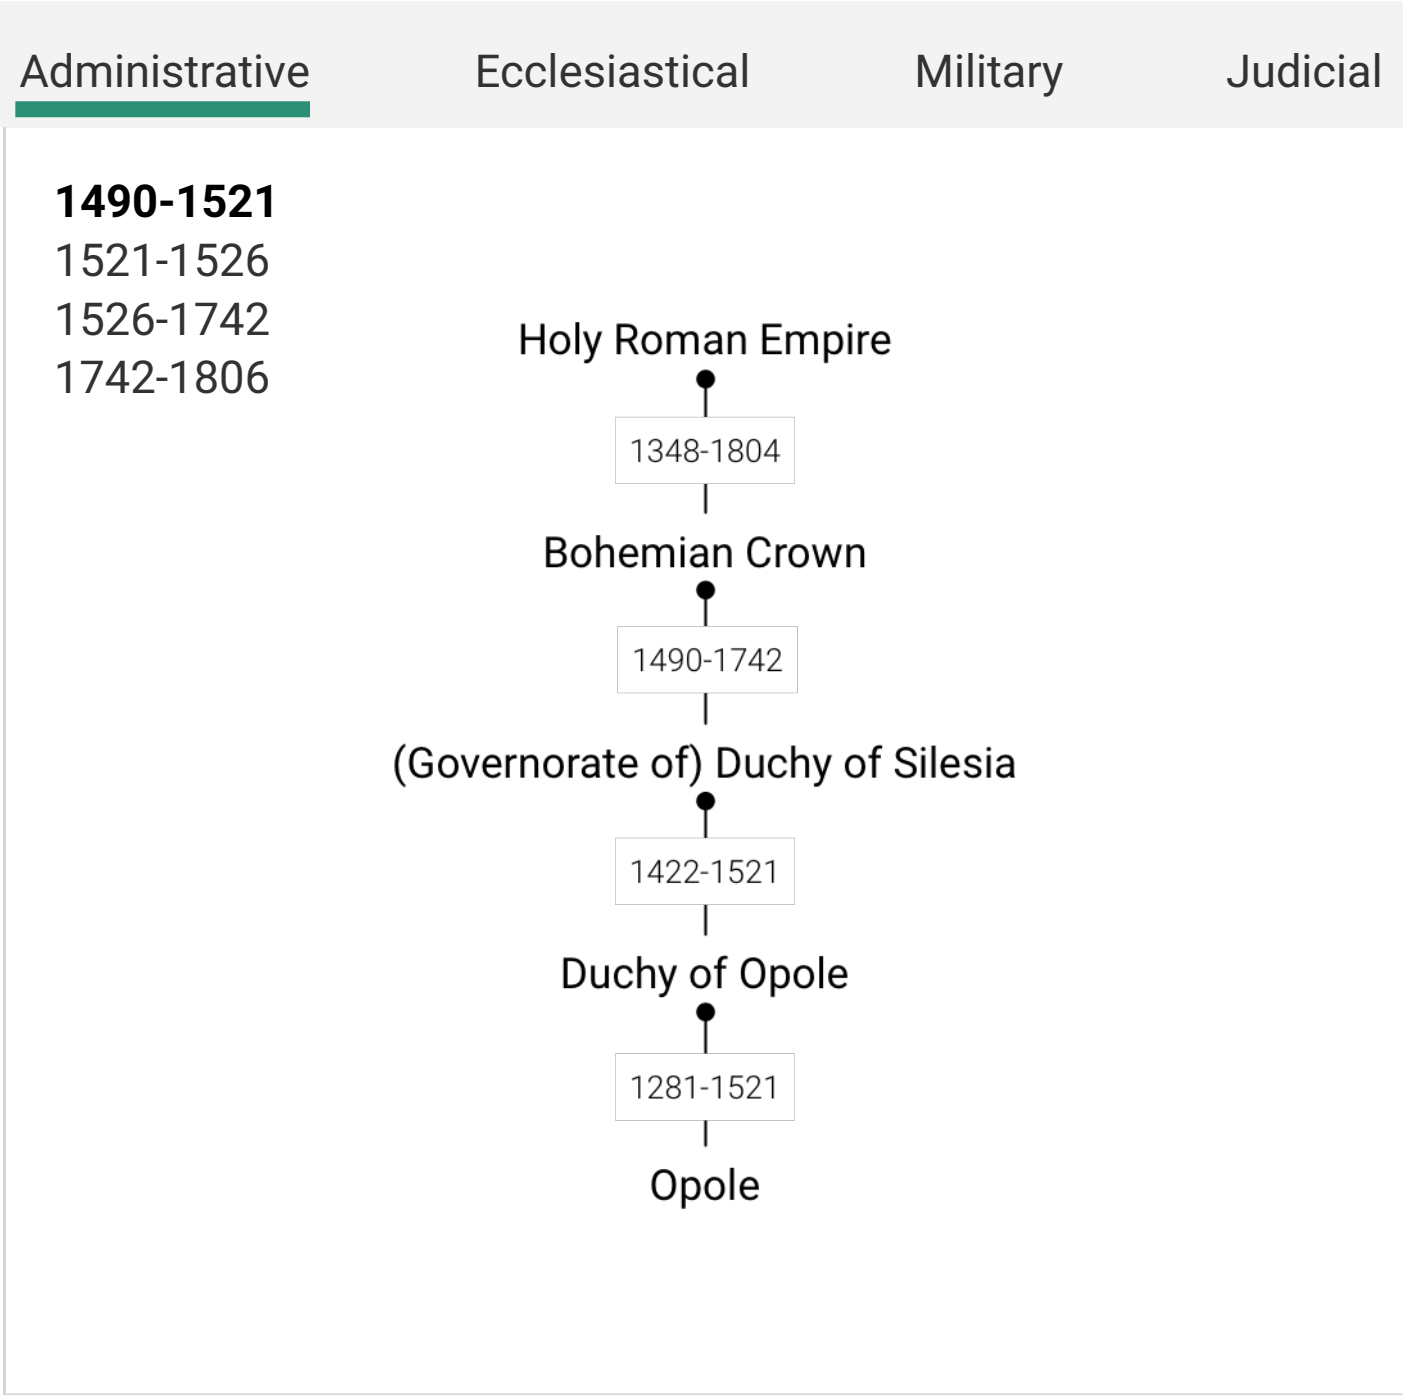 Administrative Ecclesiastical Military Judicial
1490-1521
1521-1526
1526-1742
1742-1806
Holy Roman Empire
1348-1804
Bohemian Crown
1490-1742
(Governorate of) Duchy of Silesia
1422-1521
Duchy of Opole
1281-1521
Opole